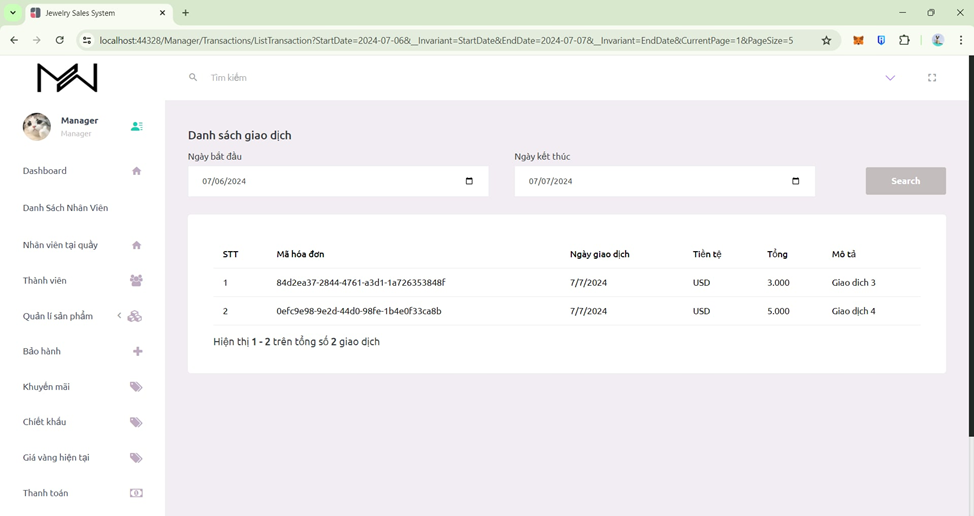 Jewelry Sales System
localhost:44328/Manager/Transactions/ListTransaction?StartDate=2024-07-06&__Invariant=StartDate&EndDate=2024-07-07&__Invariant=EndDate&CurrentPage=1&PageSize=5
Tìm kiếm
Manager
Manager
Dashboard
Danh Sách Nhân Viên
Nhân viên tại quầy
Thành viên
Quản lí sản phẩm
Bảo hành
Khuyến mãi
Chiết khấu
Giá vàng hiện tại
Thanh toán
Danh sách giao dịch
Ngày bắt đầu Ngày kết thúc
07/06/2024 07/07/2024 Search
STT Mã hóa đơn Ngày giao dịch Tiền tệ Tổng Mô tả
1 84d2ea37-2844-4761-a3d1-1a726353848f 7/7/2024 USD 3.000 Giao dich 3
2 0efc9e98-9e2d-44d0-98fe-1b4e0f33ca8b 7/7/2024 USD 5.000 Giao dịch 4
Hiện thị 1 - 2 trên tổng số 2 giao dịch